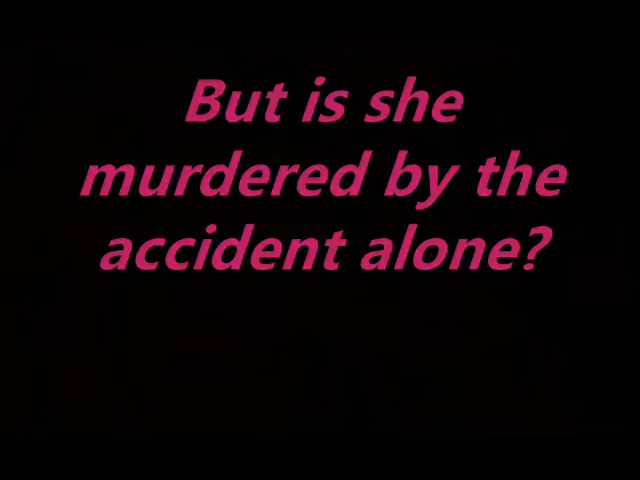 But is she
murdered by the
accident alone?